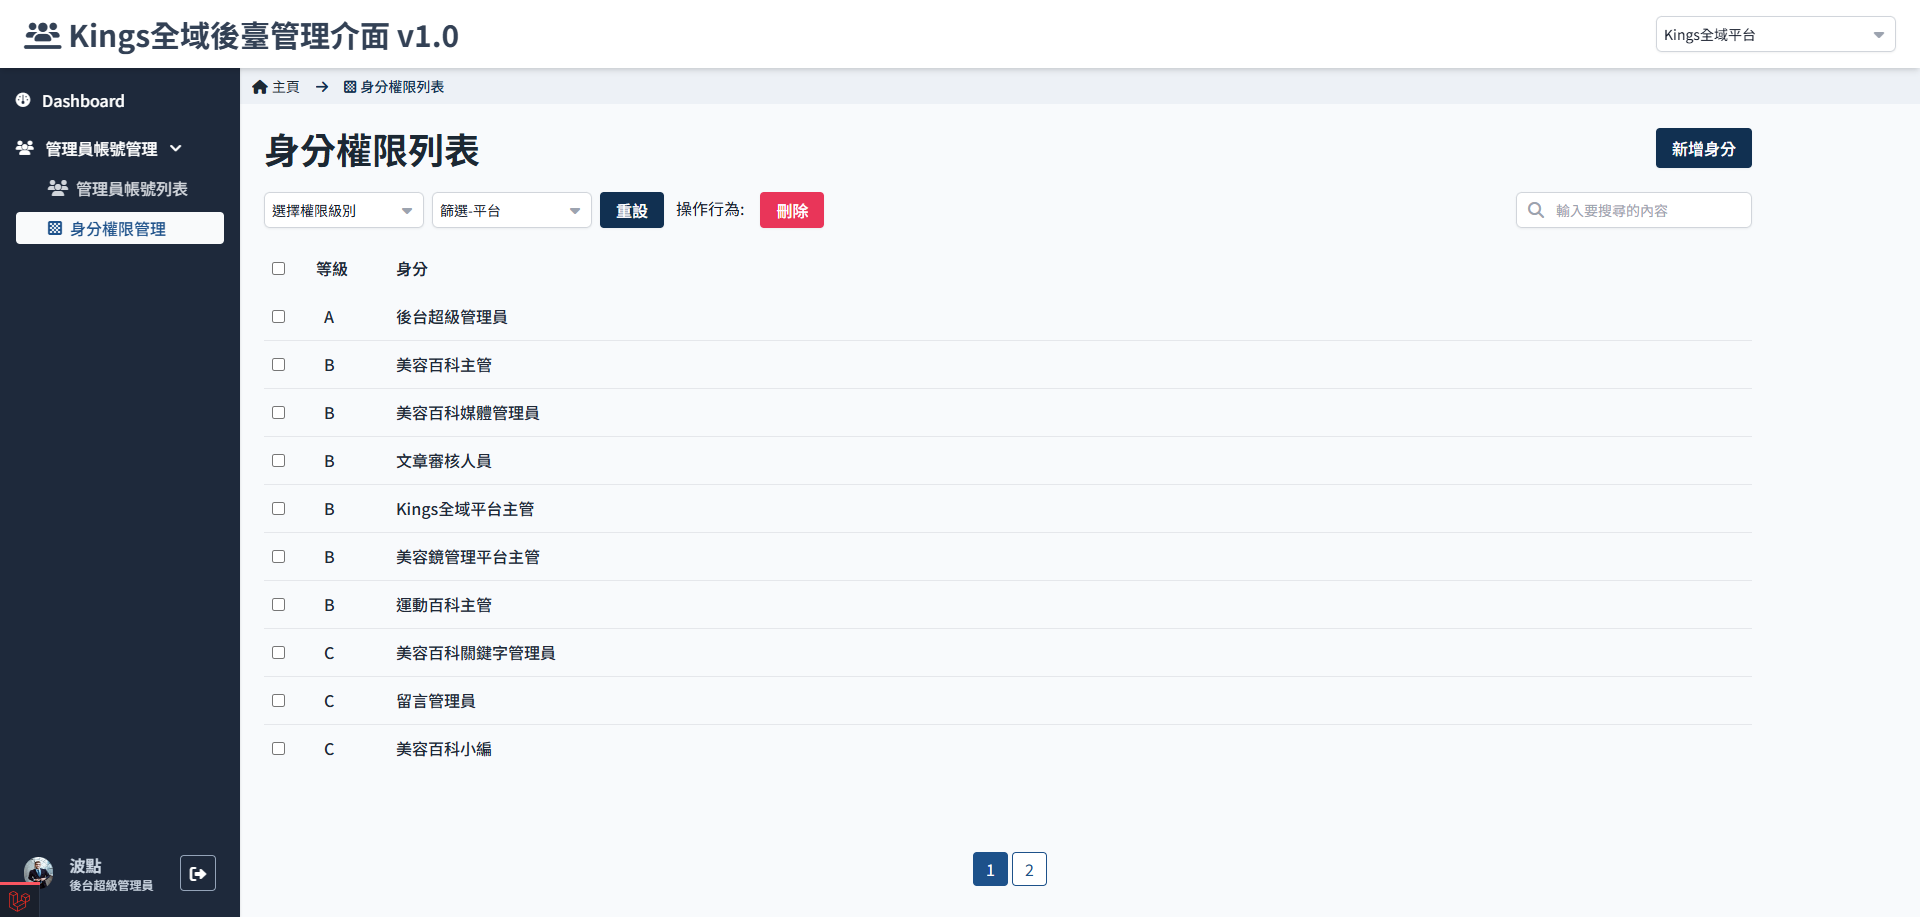 Kings全域後臺管理介面 v1.0
Kings全域平台
Dashboard
管理員帳號管理
管理員帳號列表
身分權限管理
主頁 → 身分權限列表
身分權限列表
新增身分
選擇權限級別 篩選-平台 重設 操作行為: 刪除 輸入要搜尋的內容
等級 身分
A 後台超級管理員
B 美容百科主管
B 美容百科媒體管理員
B 文章審核人員
B Kings全域平台主管
B 美容鏡管理平台主管
B 運動百科主管
C 美容百科關鍵字管理員
C 留言管理員
C 美容百科小編
1 2
波點
後台超級管理員